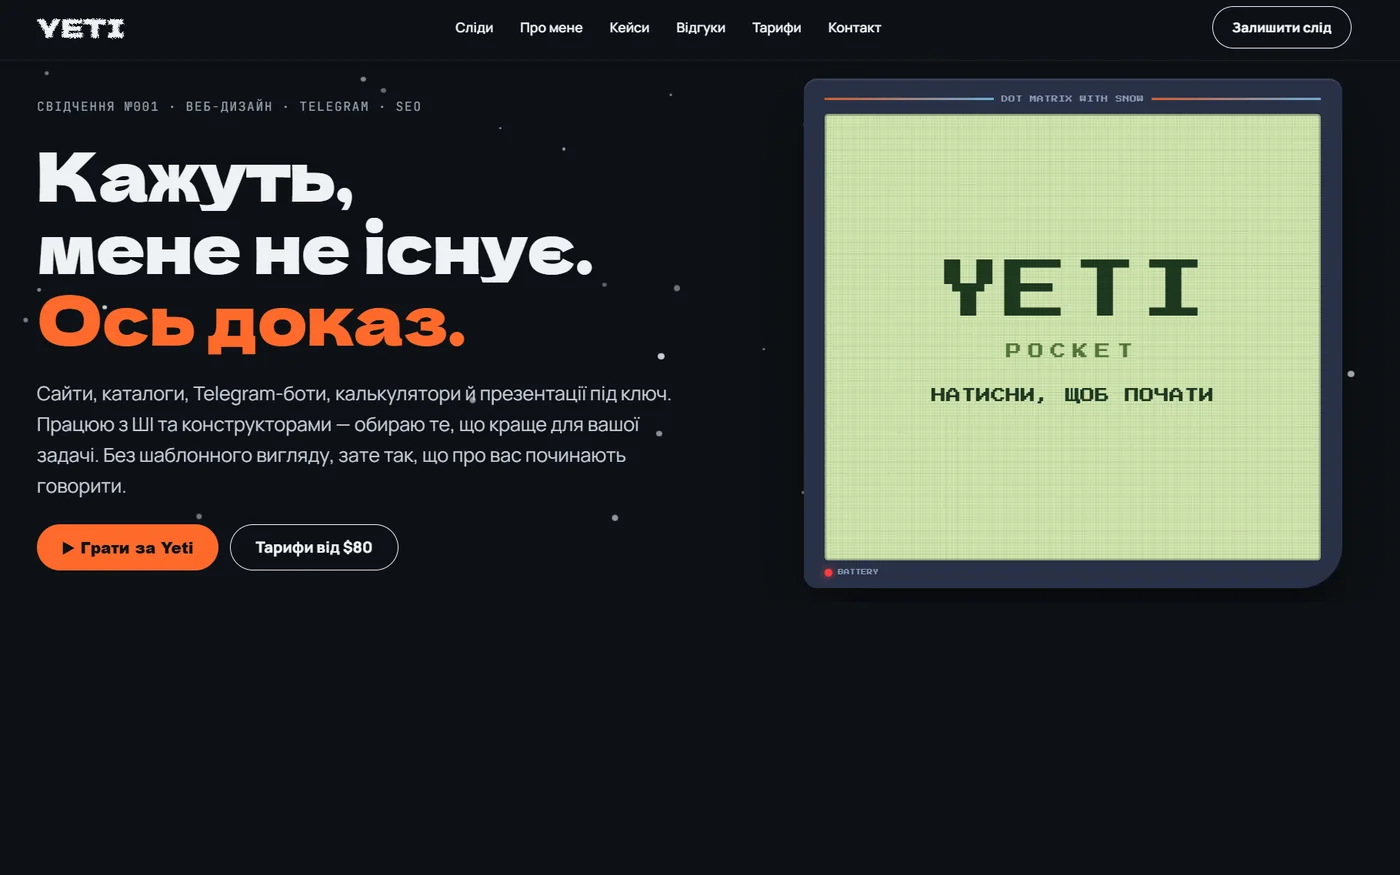 YETI
Сліди
Про мене
Кейси
Відгуки
Тарифи
Контакт
Залишити слід
СВІДЧЕННЯ №001 · ВЕБ-ДИЗАЙН · TELEGRAM · SEO
Кажуть,
мене не існує.
Ось доказ.
Сайти, каталоги, Telegram-боти, калькулятори й презентації під ключ.
Працюю з ШІ та конструкторами — обираю те, що краще для вашої
задачі. Без шаблонного вигляду, зате так, що про вас починають
говорити.
▶ Грати за Yeti
Тарифи від $80
DOT MATRIX WITH SNOW
YETI
POCKET
НАТИСНИ, ЩОБ ПОЧАТИ
BATTERY